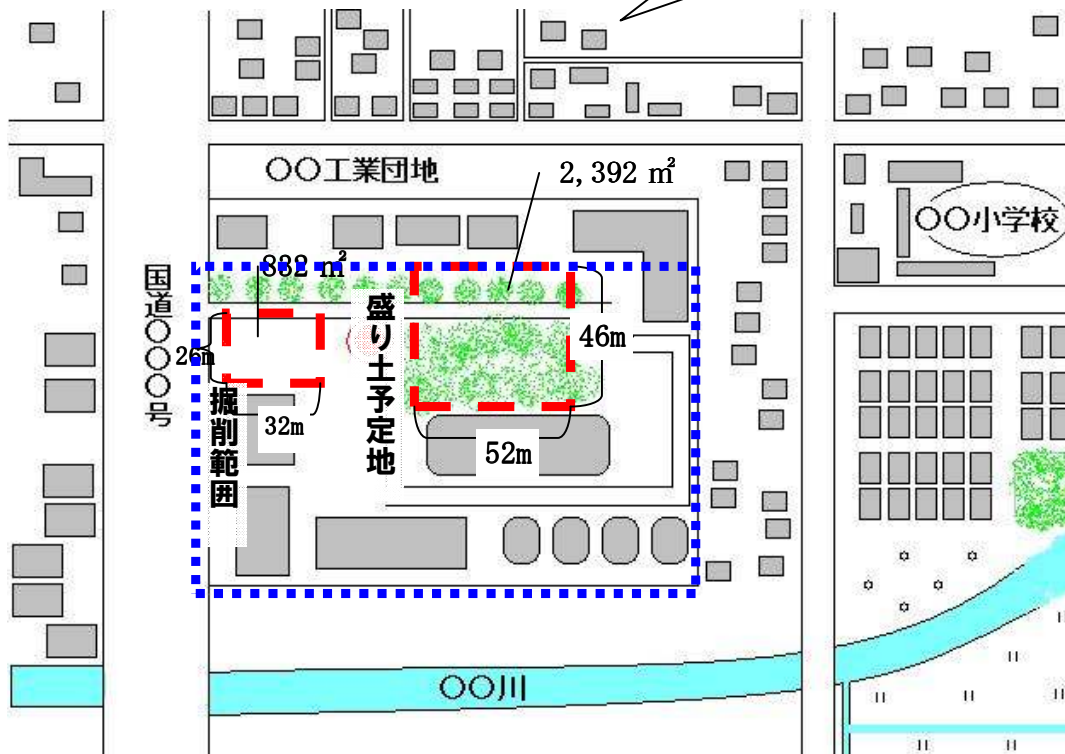 〇〇工業団地
2,392 ㎡
〇〇小学校
832 ㎡
国道〇〇〇号
盛り土予定地
46m
26m
掘削範囲
32m
52m
〇〇川